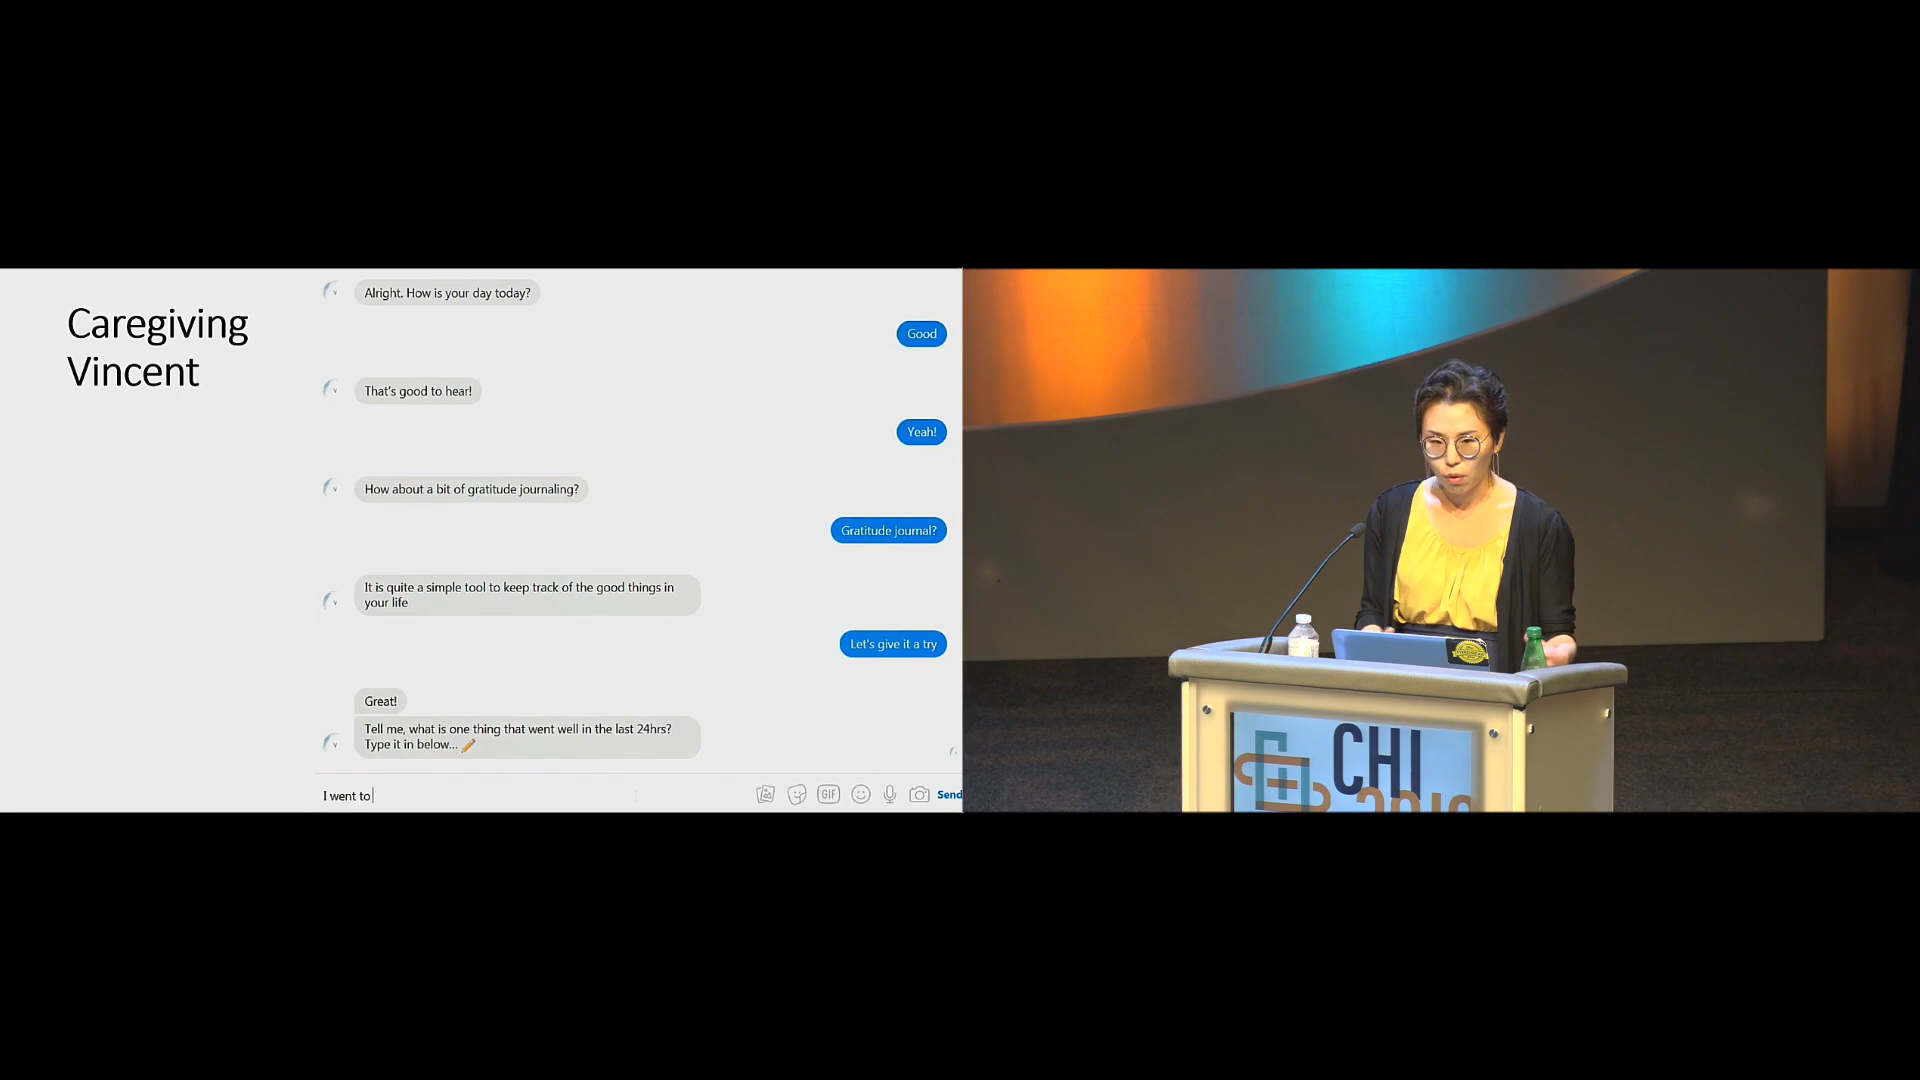 Caregiving
Vincent
Alright. How is your day today?
Good
That's good to hear!
Yeah!
How about a bit of gratitude journaling?
Gratitude journal?
It is quite a simple tool to keep track of the good things in
your life
Let's give it a try
Great!
Tell me, what is one thing that went well in the last 24hrs?
Type it in below...
I went to
GIF
Send
CHI